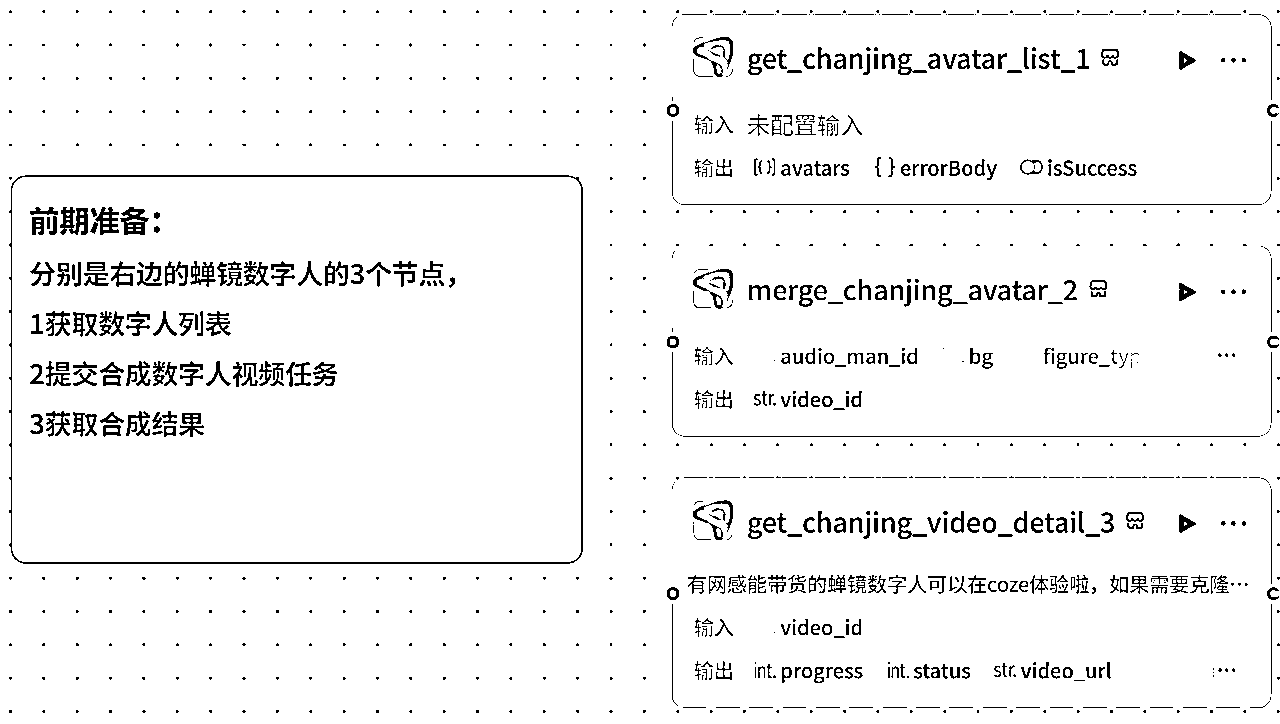 前期准备：
分别是右边的蝉镜数字人的3个节点，
1获取数字人列表
2提交合成数字人视频任务
3获取合成结果
get_chanjing_avatar_list_1
输入 未配置输入
输出 [()] avatars { } errorBody isSuccess
merge_chanjing_avatar_2
输入 audio_man_id bg figure_typ ···
输出 str. video_id
get_chanjing_video_detail_3
有网感能带货的蝉镜数字人可以在coze体验啦，如果需要克隆···
输入 video_id
输出 int. progress int. status str. video_url ···